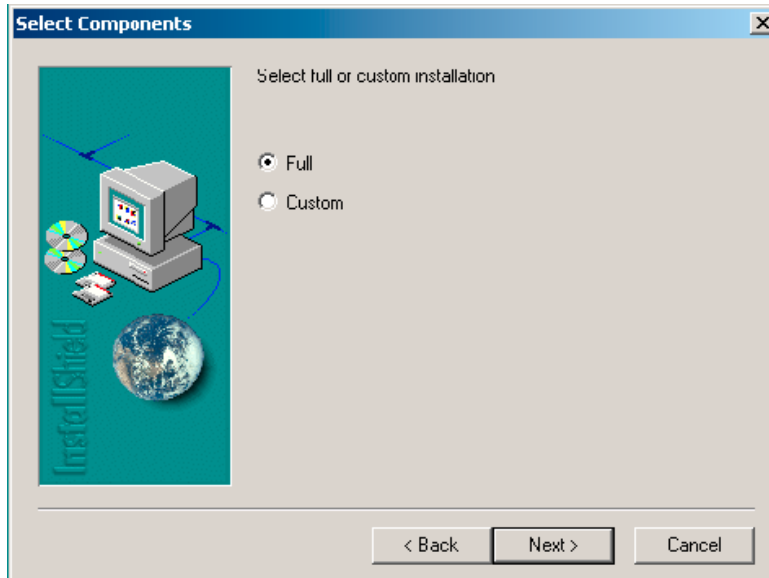 Select Components
Select full or custom installation
Full
Custom
InstallShield
< Back
Next >
Cancel